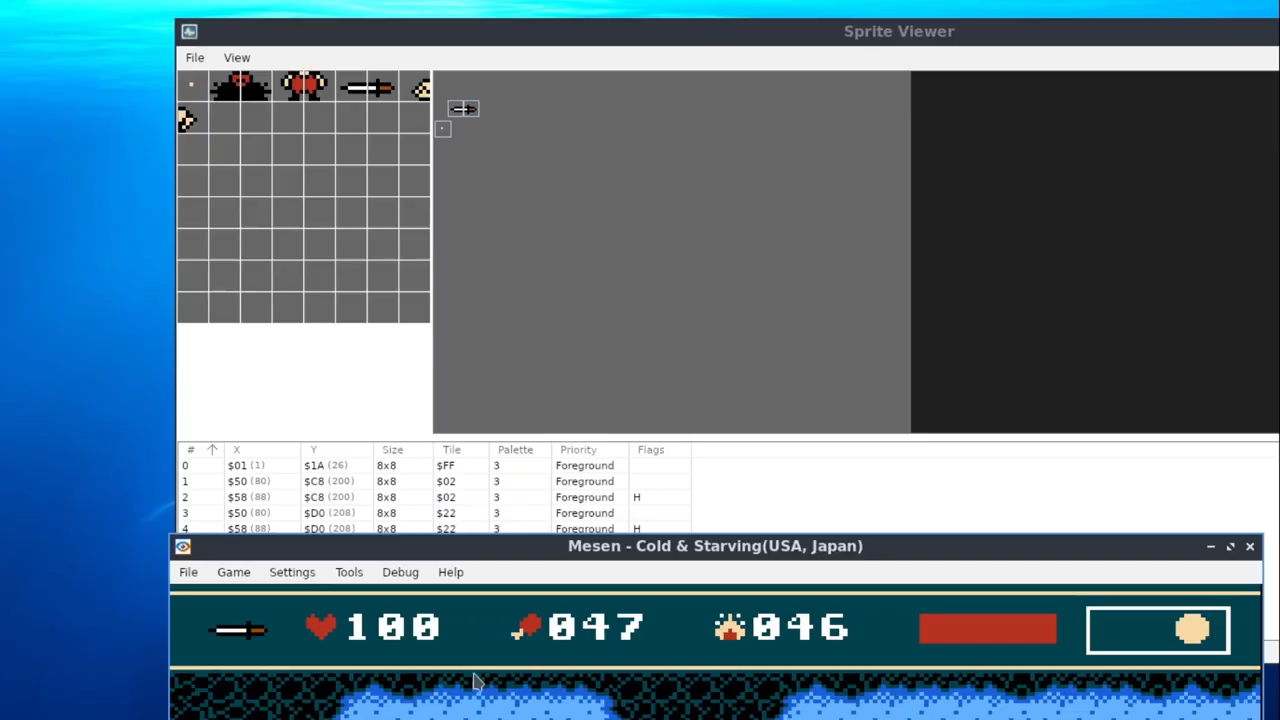 Sprite Viewer
File View
# X Y Size Tile Palette Priority Flags
0 $01 (1) $1A (26) 8x8 $FF 3 Foreground
1 $50 (80) $C8 (200) 8x8 $02 3 Foreground
2 $58 (88) $C8 (200) 8x8 $02 3 Foreground H
3 $50 (80) $D0 (208) 8x8 $22 3 Foreground
4 $58 (88) $D0 (208) 8x8 $22 3 Foreground H
Mesen - Cold & Starving(USA, Japan)
File Game Settings Tools Debug Help
100 047 046